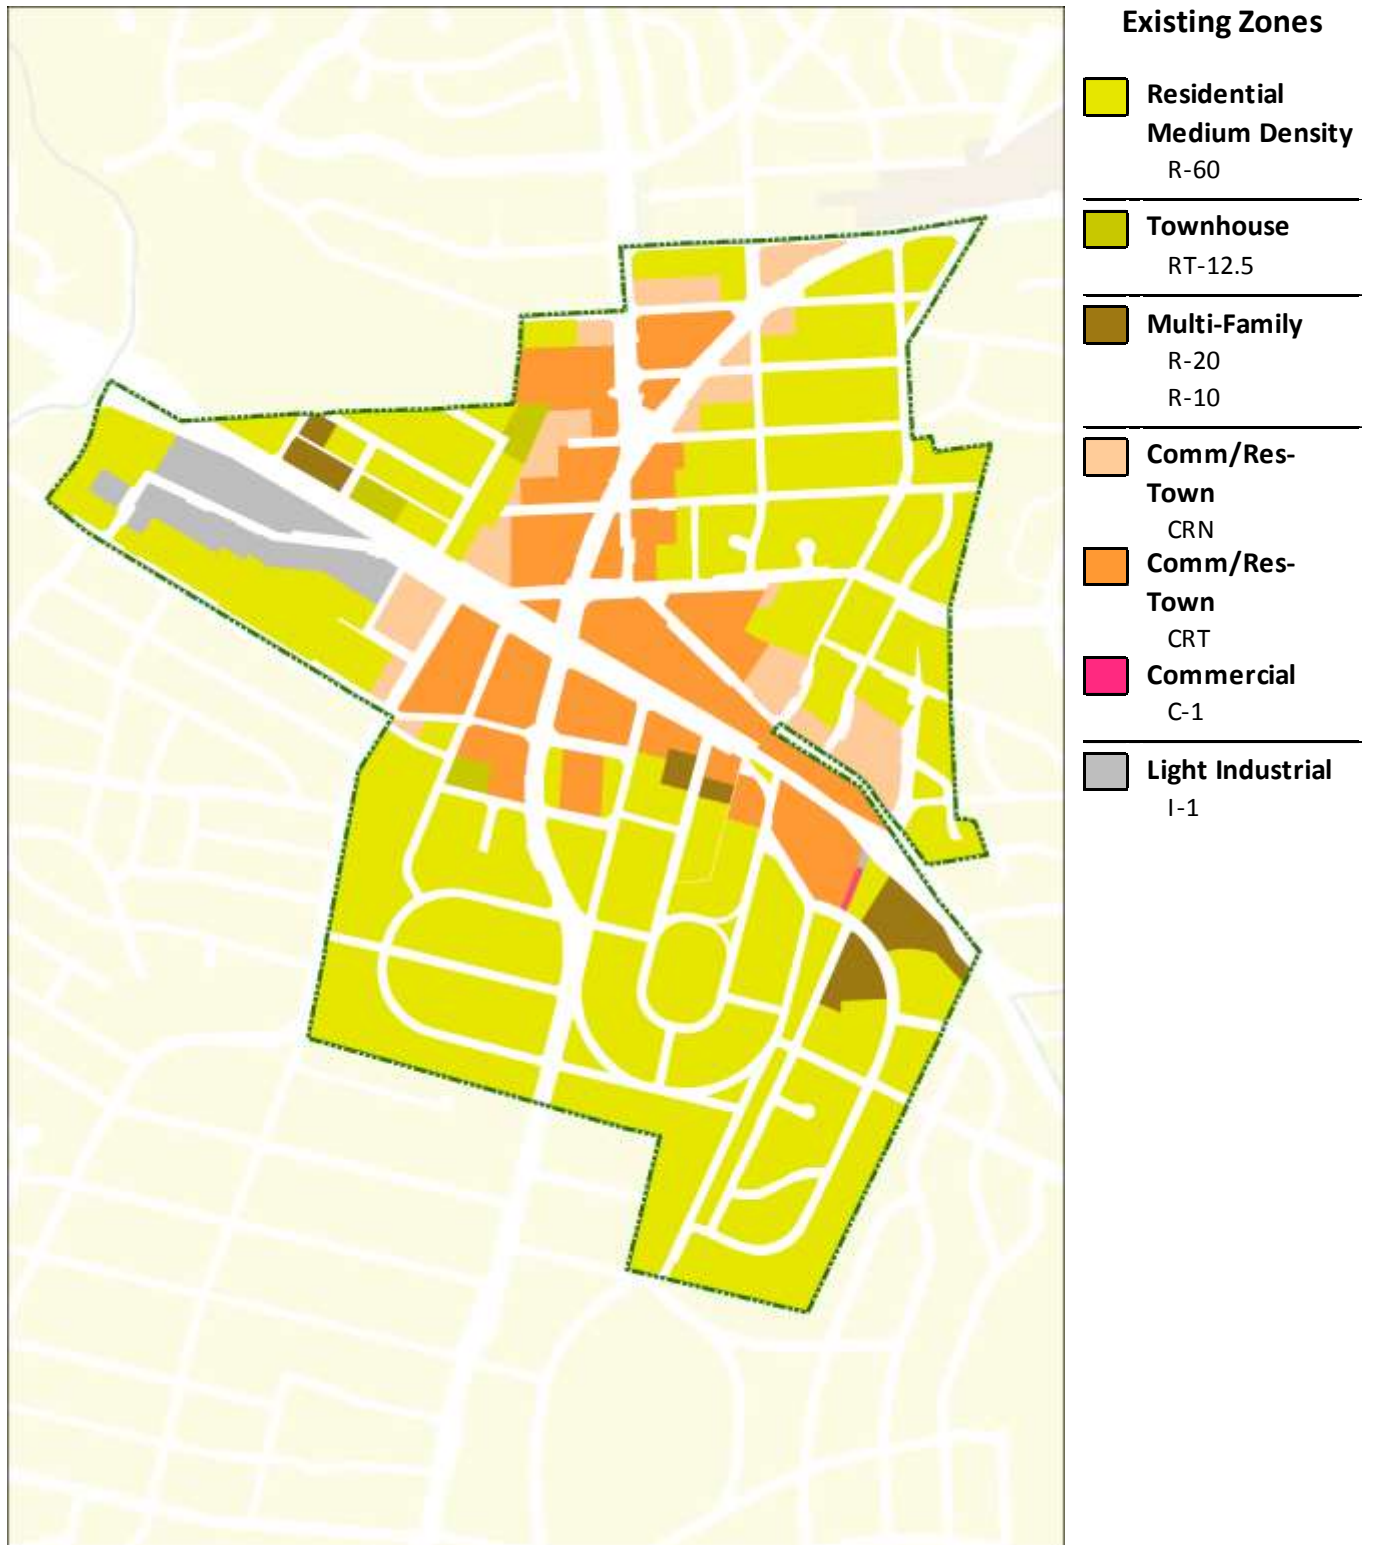 Existing Zones
Residential
Medium Density
R-60
Townhouse
RT-12.5
Multi-Family
R-20
R-10
Comm/Res-
Town
CRN
Comm/Res-
Town
CRT
Commercial
C-1
Light Industrial
I-1